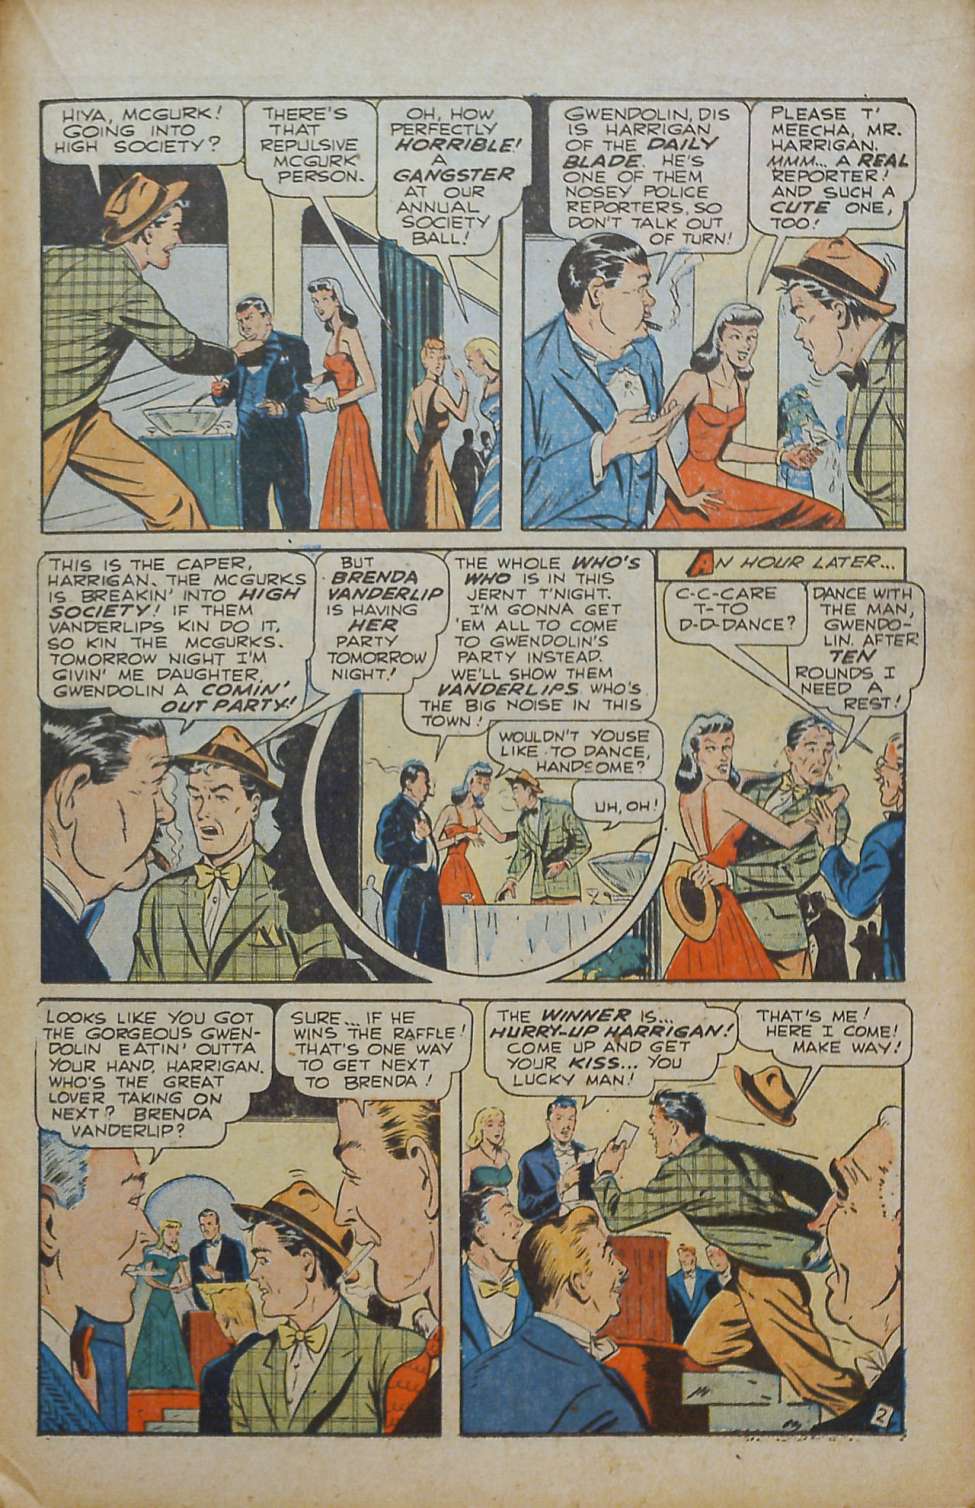 HIYA, MCGURK!
GOING INTO
HIGH SOCIETY?
THERE'S
THAT
REPULSIVE
MCGURK
PERSON.
OH, HOW
PERFECTLY
HORRIBLE!
A
GANGSTER
AT OUR
ANNUAL
SOCIETY
BALL!
GWENDOLIN, DIS
IS HARRIGAN
OF THE DAILY
BLADE. HE'S
ONE OF THEM
NOSEY POLICE
REPORTERS, SO
DON'T TALK OUT
OF TURN!
PLEASE T'
MEECHA, MR.
HARRIGAN.
MMM... A REAL
REPORTER!
AND SUCH A
CUTE ONE,
TOO!
THIS IS THE CAPER,
HARRIGAN. THE MCGURKS
IS BREAKIN' INTO HIGH
SOCIETY! IF THEM
VANDERLIPS KIN DO IT,
SO KIN THE MCGURKS.
TOMORROW NIGHT I'M
GIVIN' ME DAUGHTER,
GWENDOLIN A COMIN'
OUT PARTY!
BUT
BRENDA
VANDERLIP
IS HAVING
HER
PARTY
TOMORROW
NIGHT!
THE WHOLE WHO'S
WHO IS IN THIS
JERNT T'NIGHT.
I'M GONNA GET
'EM ALL TO COME
TO GWENDOLIN'S
PARTY INSTEAD.
WE'LL SHOW THEM
VANDERLIPS WHO'S
THE BIG NOISE IN THIS
TOWN!
WOULDN'T YOUSE
LIKE TO DANCE,
HANDSOME?
UH, OH!
AN HOUR LATER...
C-C-CARE
T-TO
D-D-DANCE?
DANCE WITH
THE MAN,
GWENDO-
LIN. AFTER
TEN
ROUNDS I
NEED A
REST!
LOOKS LIKE YOU GOT
THE GORGEOUS GWEN-
DOLIN EATIN' OUTTA
YOUR HAND, HARRIGAN.
WHO'S THE GREAT
LOVER TAKING ON
NEXT? BRENDA
VANDERLIP?
SURE... IF HE
WINS THE RAFFLE!
THAT'S ONE WAY
TO GET NEXT
TO BRENDA!
THE WINNER IS...
HURRY-UP HARRIGAN!
COME UP AND GET
YOUR KISS... YOU
LUCKY MAN!
THAT'S ME!
HERE I COME!
MAKE WAY!
2